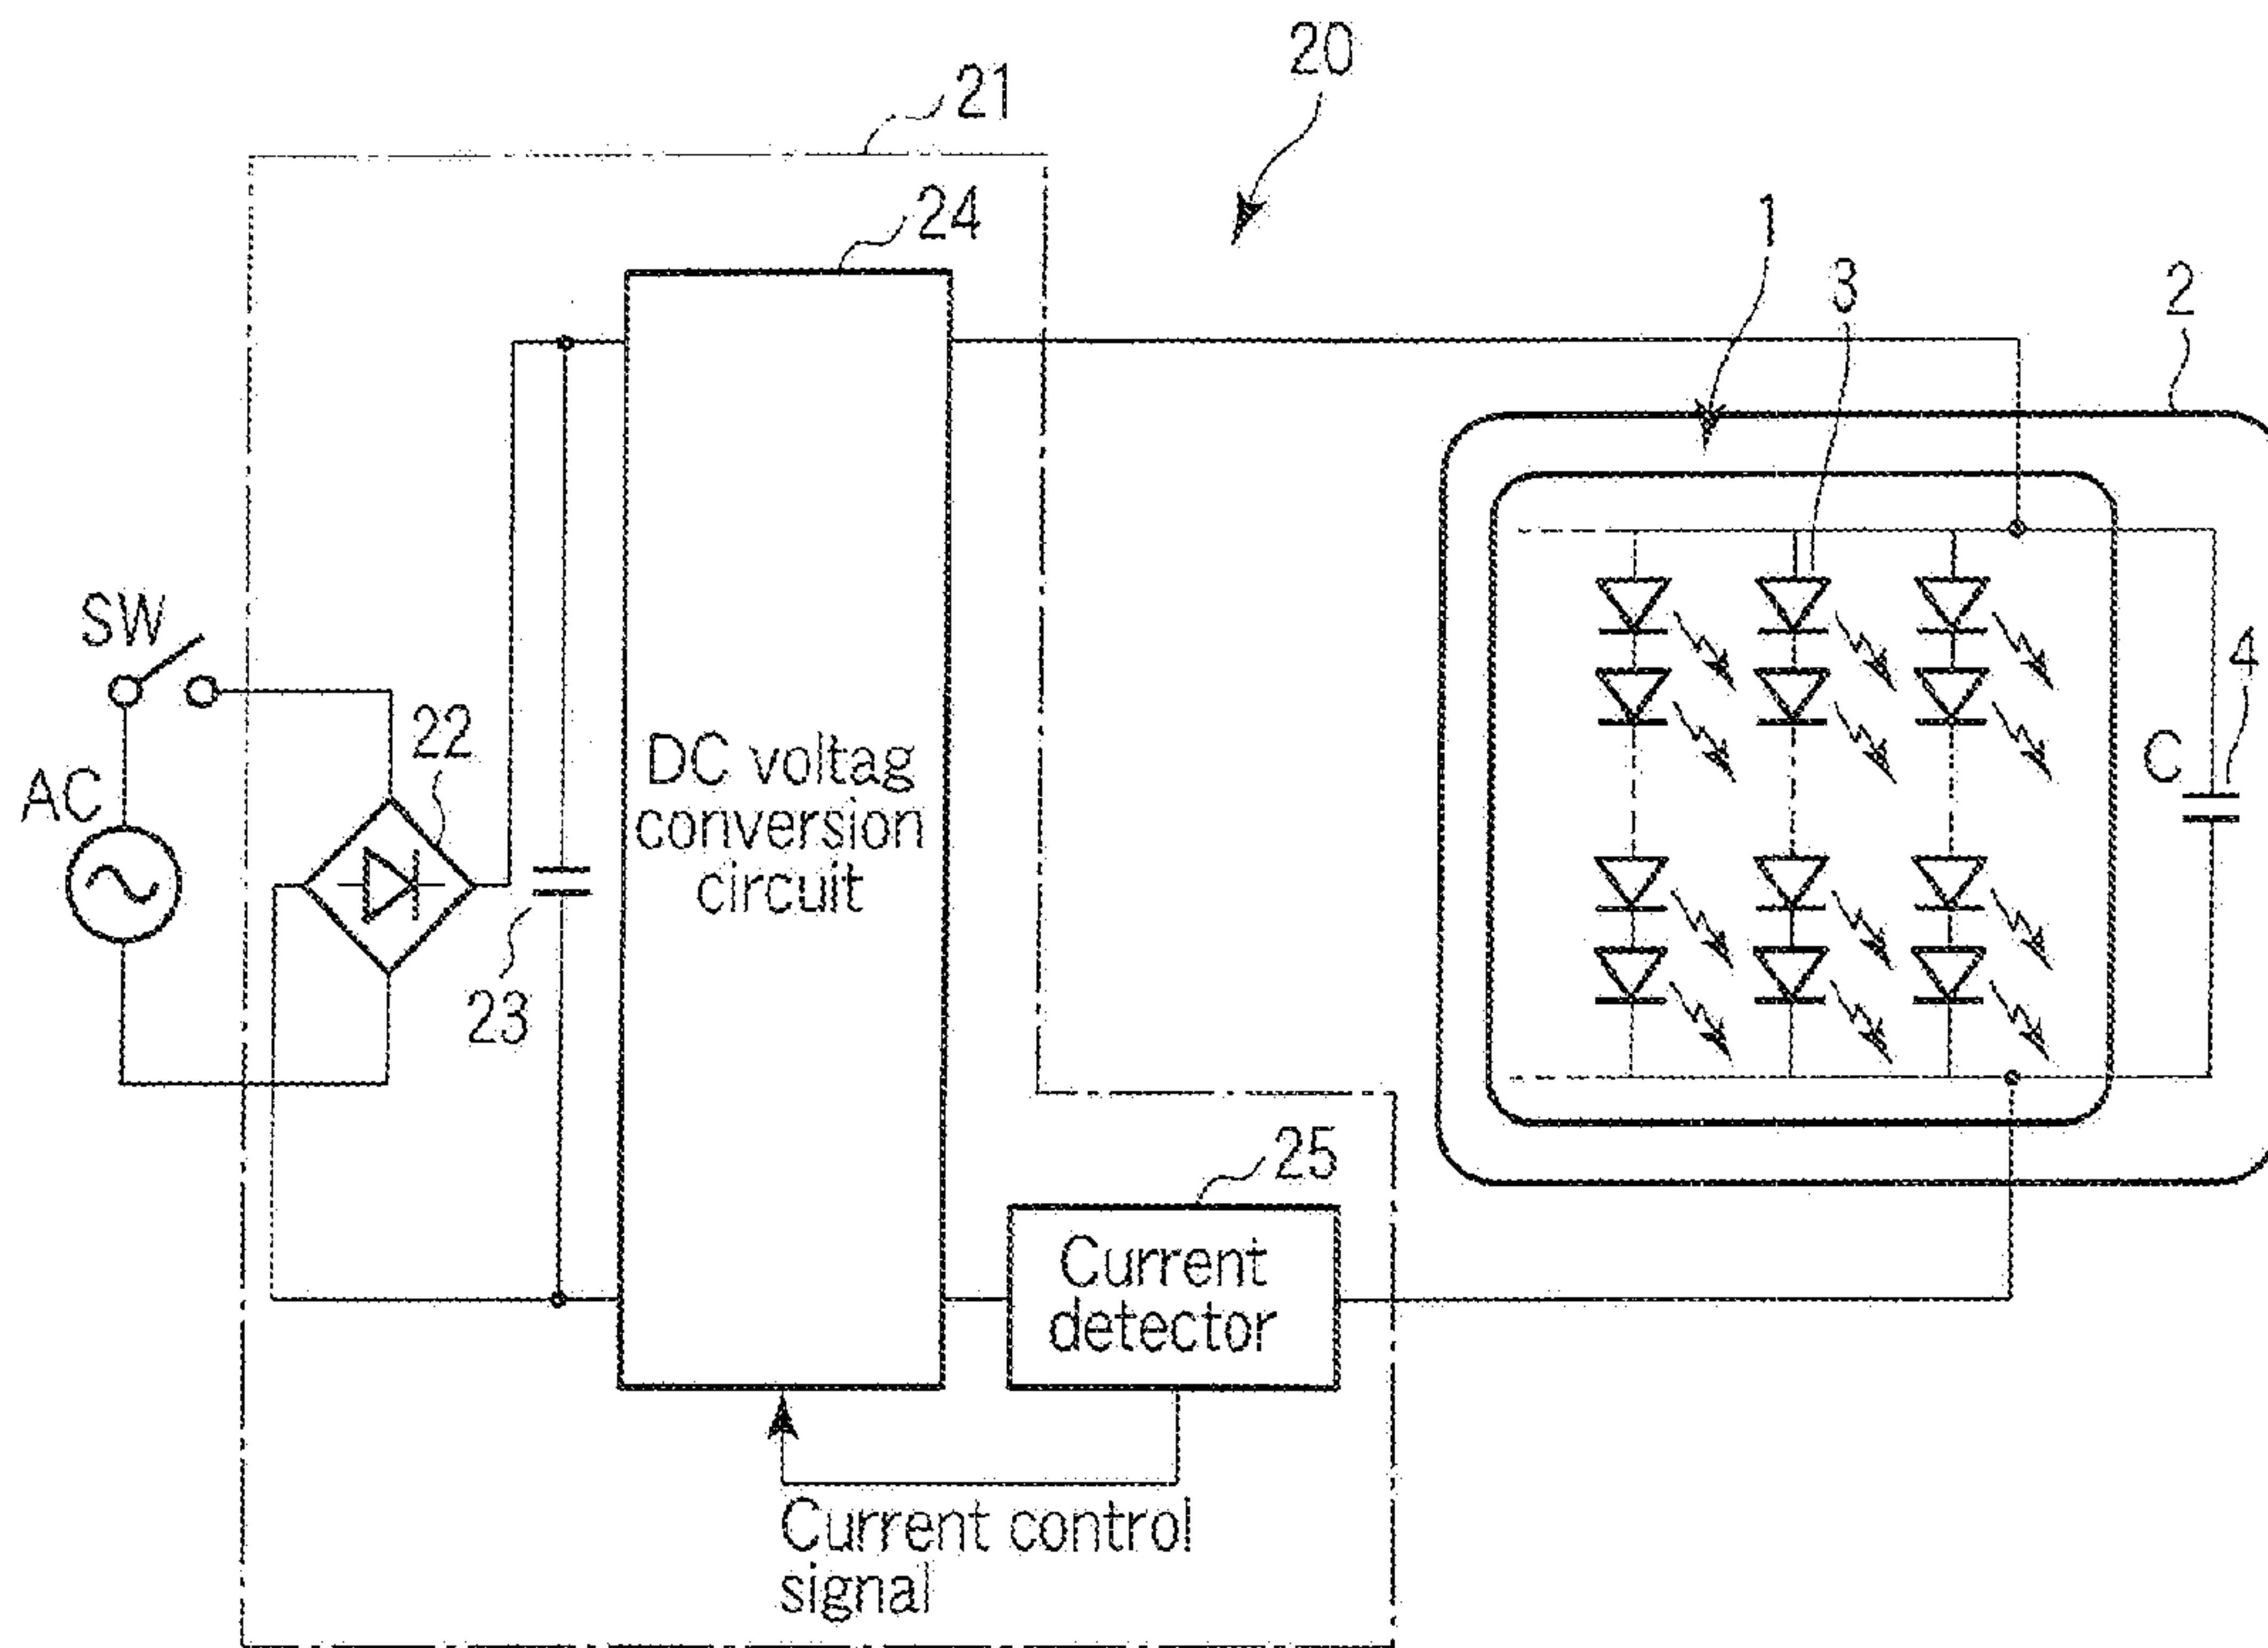 20
21
24
1
3
2
SW
22
AC
DC voltag
conversion
circuit
C
4
23
25
Current
detector
Current control
signal